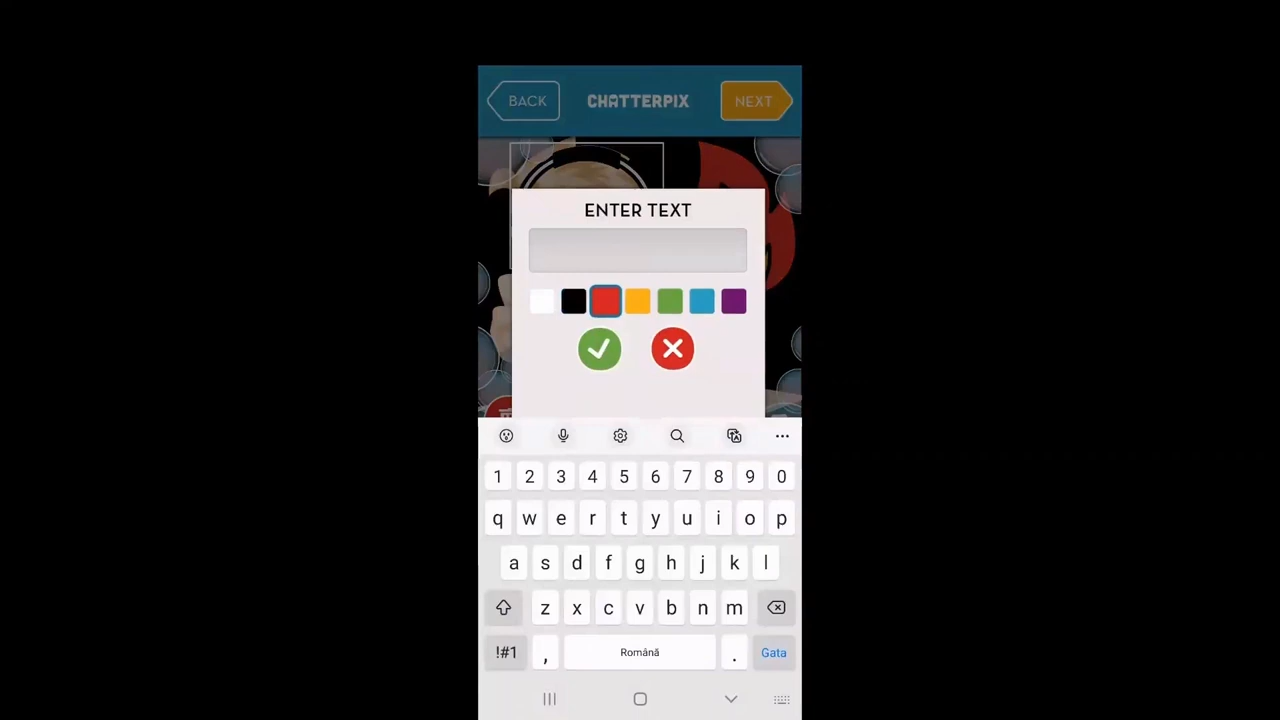 BACK CHATTERPIX NEXT
ENTER TEXT
1 2 3 4 5 6 7 8 9 0
q w e r t y u i o p
a s d f g h j k l
z x c v b n m
!#1 , Română . Gata